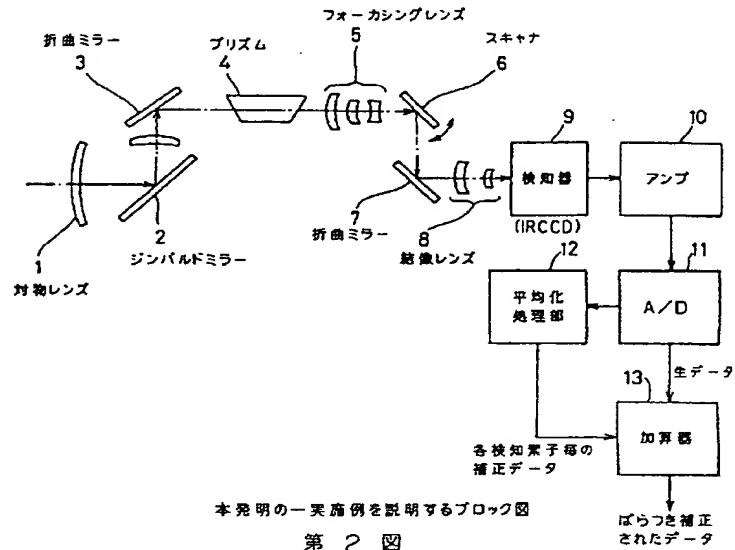 フォーカシングレンズ
5
折曲ミラー
3
プリズム
4
スキャナ
6
9
10
検知器
アンプ
(IRCCD)
7
折曲ミラー
8
結像レンズ
2
ジンバルドミラー
1
対物レンズ
12
11
平均化
処理部
A/D
生データ
13
加算器
各検知素子毎の
補正データ
ばらつき補正
されたデータ
本発明の一実施例を説明するブロック図
第 2 図